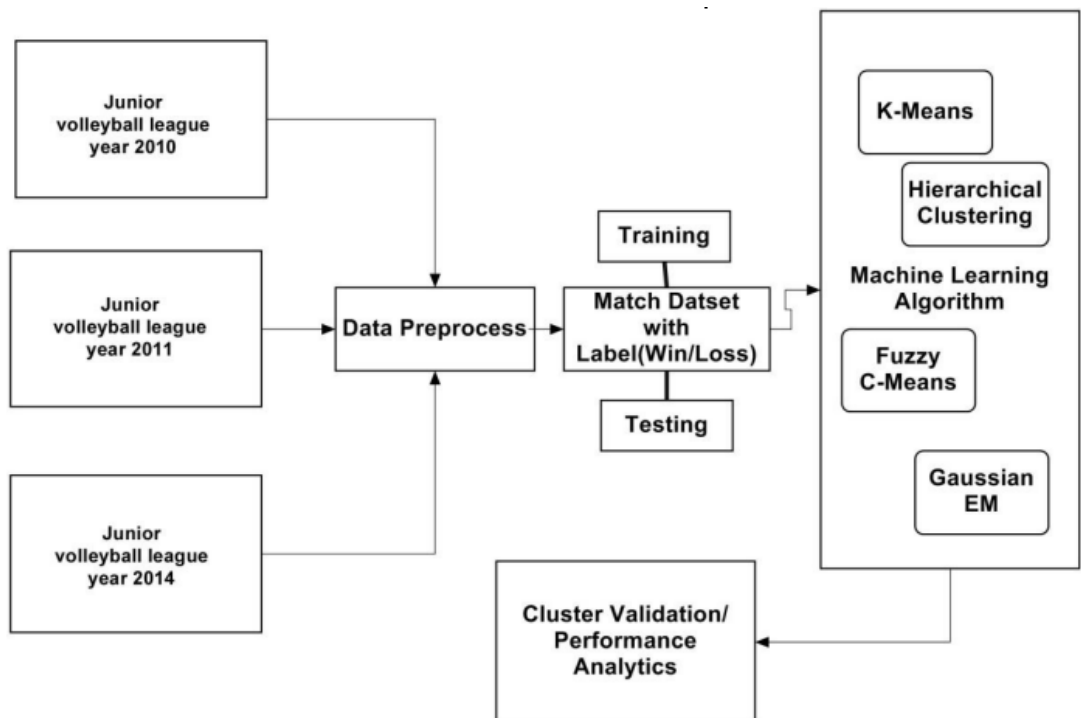 Junior
volleyball league
year 2010
Junior
volleyball league
year 2011
Junior
volleyball league
year 2014
Data Preprocess
Training
Match Datset
with
Label(Win/Loss)
Testing
K-Means
Hierarchical
Clustering
Machine Learning
Algorithm
Fuzzy
C-Means
Gaussian
EM
Cluster Validation/
Performance
Analytics